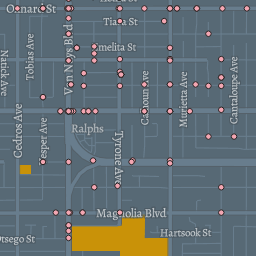 Oxnard St
Tiara St
Emelita St
Natick Ave
Tobias Ave
Van Nuys Blvd
Calhoun Ave
Murietta Ave
Cantaloupe Ave
Ralphs
Cedros Ave
Vesper Ave
Tyrone Ave
Magnolia Blvd
Otsego St
Hartsook St